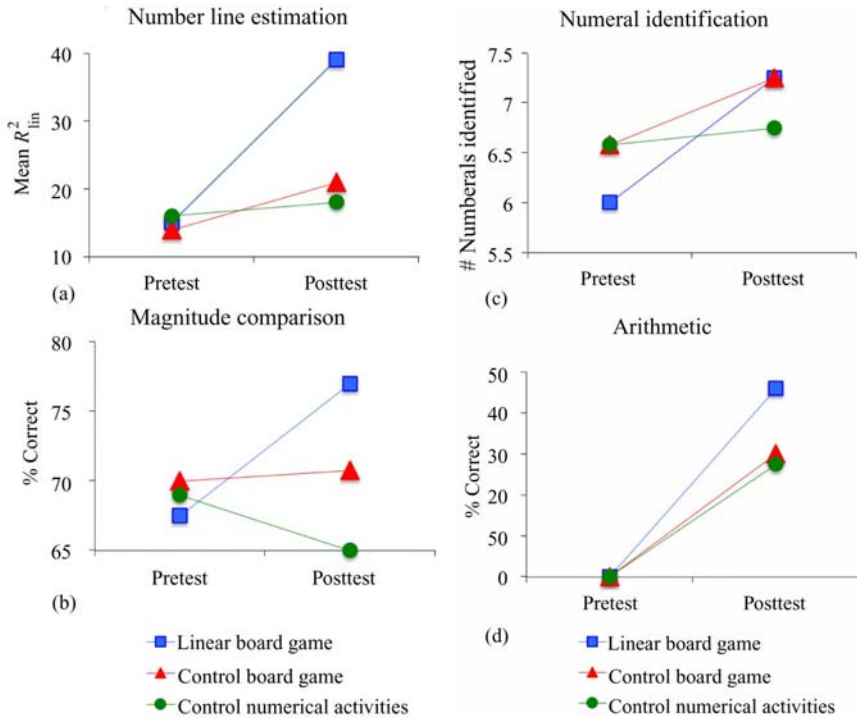 Number line estimation
40
30
20
10
Mean R²lin
Pretest Posttest
(a)
Magnitude comparison
80
75
70
65
% Correct
Pretest Posttest
(b)
Linear board game
Control board game
Control numerical activities
Numeral identification
7.5
7
6.5
6
5.5
# Numberals identified
Pretest Posttest
(c)
Arithmetic
50
40
30
50
0
% Correct
Pretest Posttest
(d)
Linear board game
Control board game
Control numerical activities